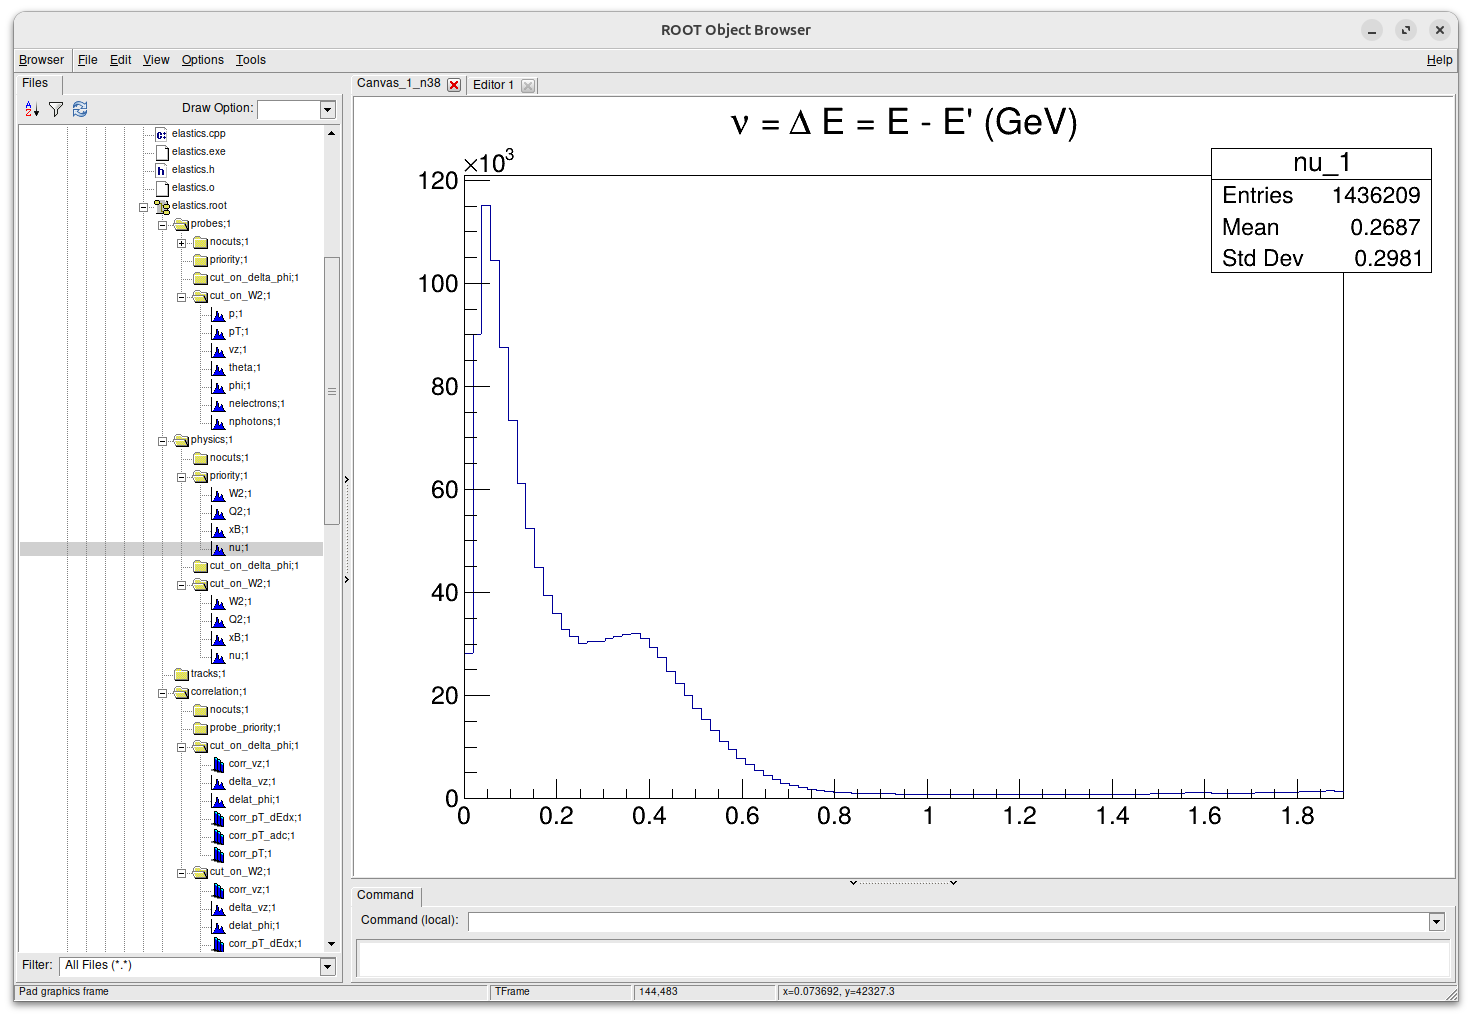 ROOT Object Browser
Browser File Edit View Options Tools Help
Files
Draw Option:
elastics.cpp
elastics.exe
elastics.h
elastics.o
elastics.root
probes;1
nocuts;1
priority;1
cut_on_delta_phi;1
cut_on_W2;1
p;1
pT;1
vz;1
theta;1
phi;1
nelectrons;1
nphotons;1
physics;1
nocuts;1
priority;1
W2;1
Q2;1
xB;1
nu;1
cut_on_delta_phi;1
cut_on_W2;1
W2;1
Q2;1
xB;1
nu;1
tracks;1
correlation;1
nocuts;1
probe_priority;1
cut_on_delta_phi;1
corr_vz;1
delta_vz;1
delat_phi;1
corr_pT_dEdx;1
corr_pT_adc;1
corr_pT;1
cut_on_W2;1
corr_vz;1
delta_vz;1
delat_phi;1
corr_pT_dEdx;1
Filter: All Files (*.*)
Canvas_1_n38 Editor 1
ν = Δ E = E - E' (GeV)
×10³
120
100
80
60
40
20
0
0 0.2 0.4 0.6 0.8 1 1.2 1.4 1.6 1.8
nu_1
Entries 1436209
Mean 0.2687
Std Dev 0.2981
Command
Command (local):
Pad graphics frame TFrame 144,483 x=0.073692, y=42327.3